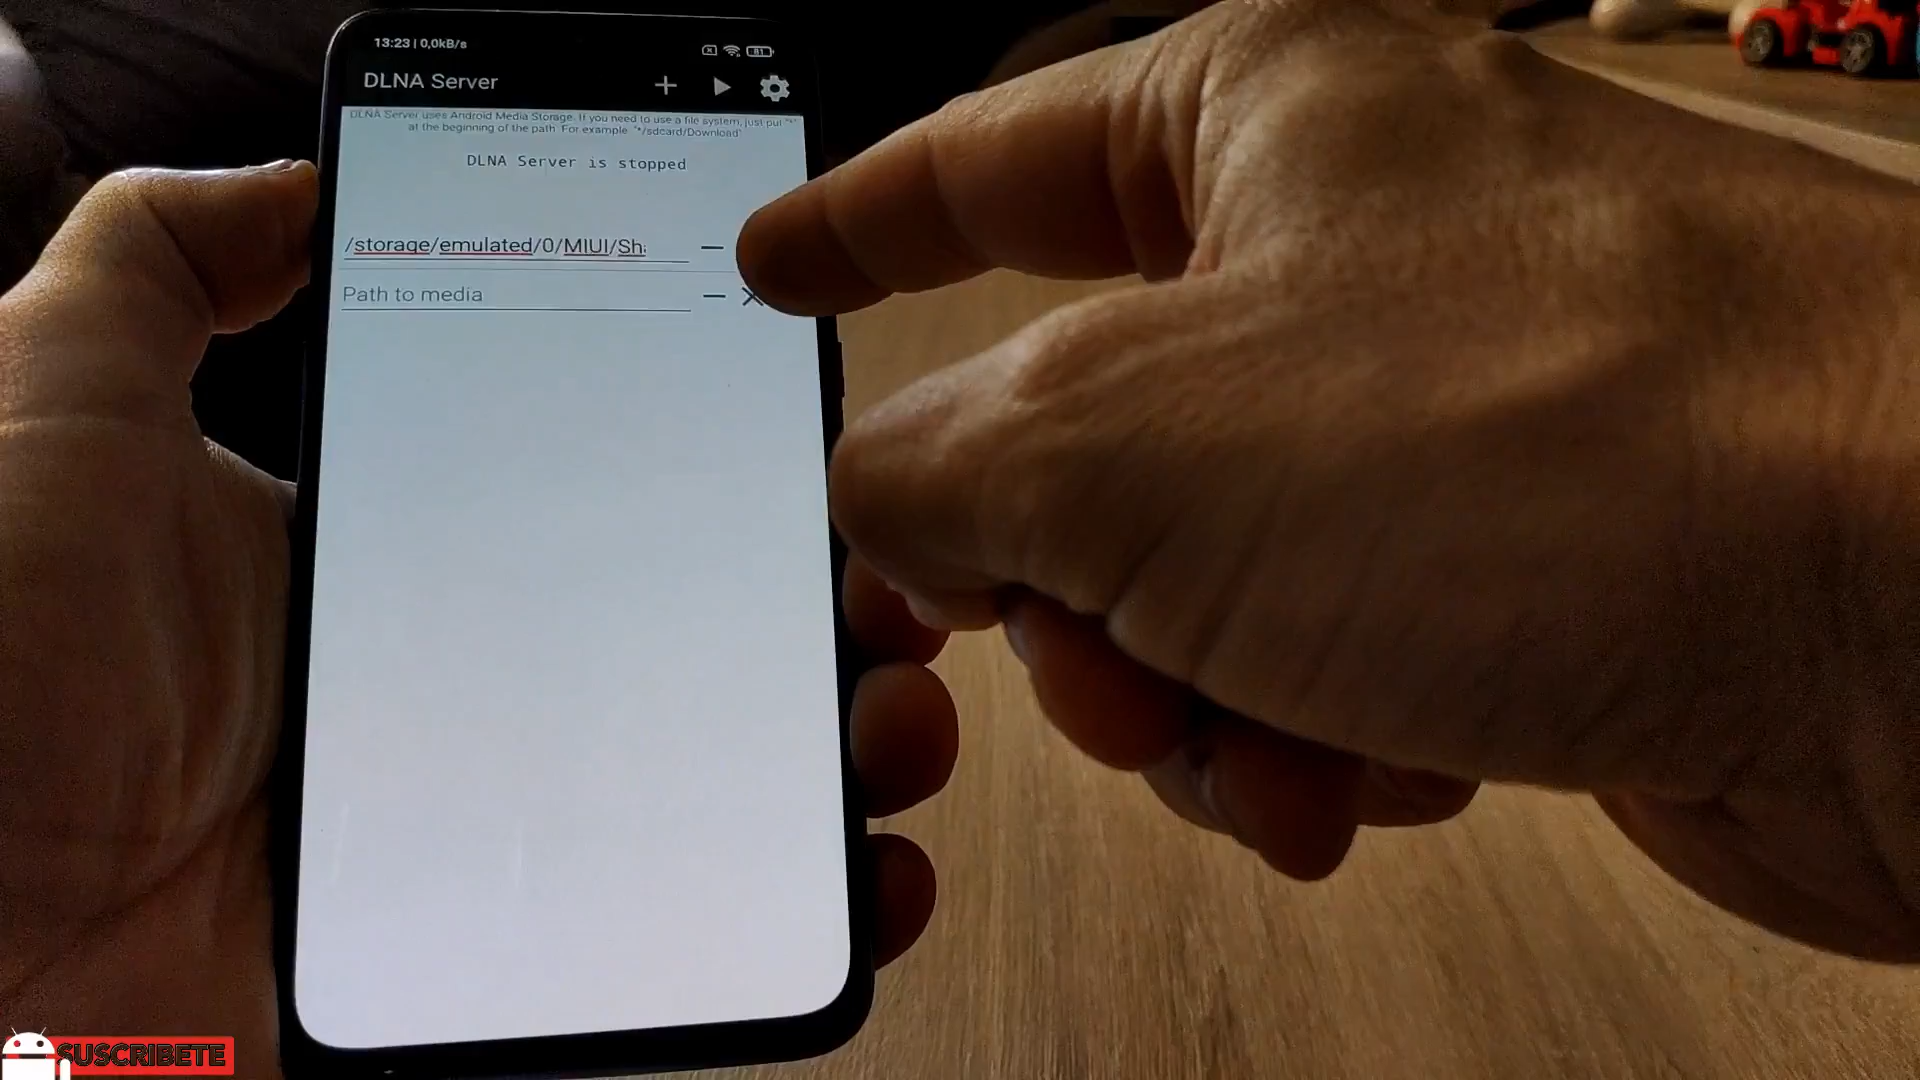 13:23 | 0,0kB/s
81
DLNA Server
DLNA Server uses Android Media Storage. If you need to use a file system, just put "*"
at the beginning of the path. For example "*/sdcard/Download"
DLNA Server is stopped
/storage/emulated/0/MIUI/Sha
Path to media
SUSCRIBETE